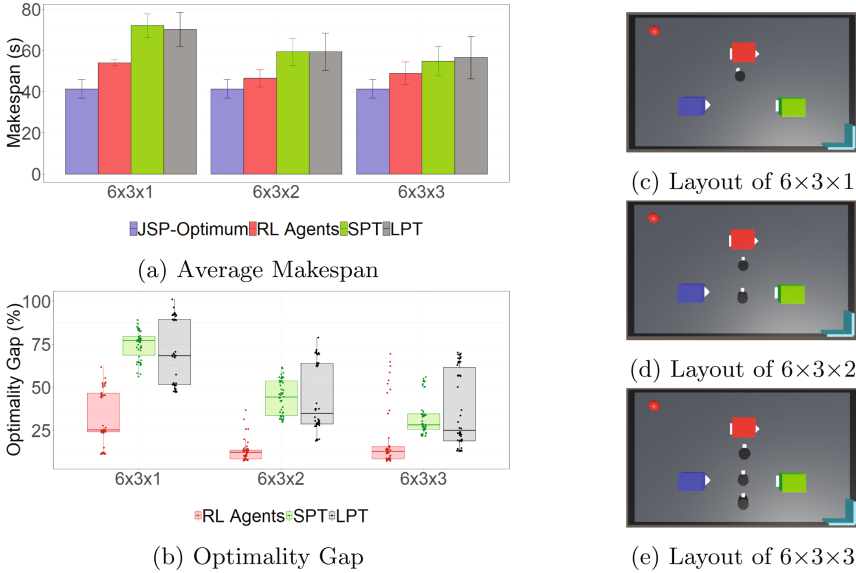 Makespan (s)
80
60
40
20
0
6x3x1 6x3x2 6x3x3
JSP-Optimum RL Agents SPT LPT
(a) Average Makespan
Optimality Gap (%)
100
75
50
25
6x3x1 6x3x2 6x3x3
RL Agents SPT LPT
(b) Optimality Gap
(c) Layout of 6×3×1
(d) Layout of 6×3×2
(e) Layout of 6×3×3